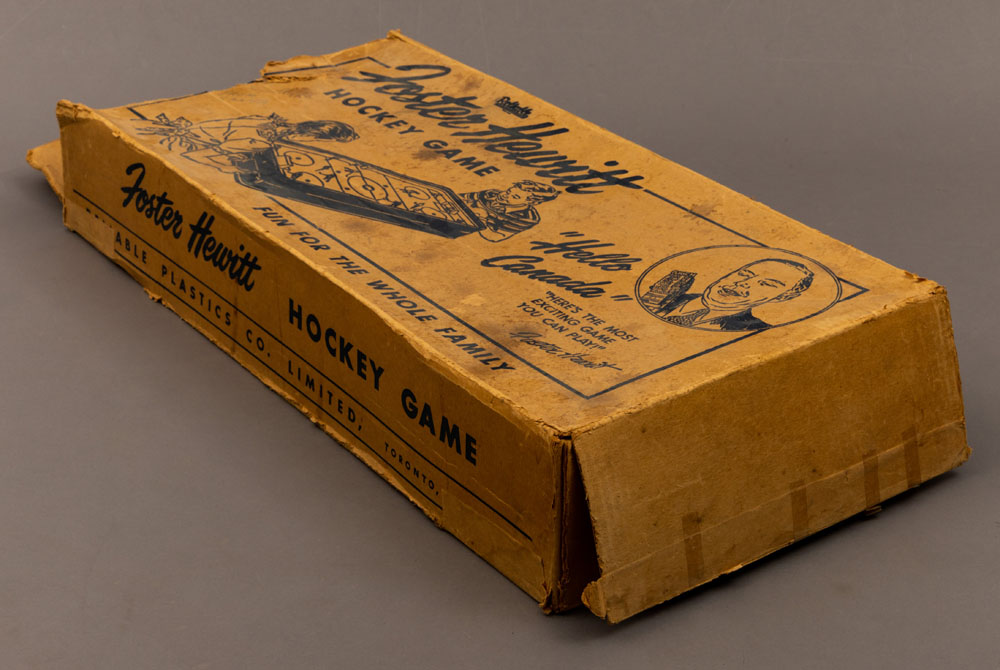 Foster Hewitt
HOCKEY GAME
FUN FOR THE WHOLE FAMILY
"Hello
Canada"
"HERE'S THE MOST
EXCITING GAME
YOU CAN PLAY!"
Foster Hewitt
Foster Hewitt HOCKEY GAME
ABLE PLASTICS CO. LIMITED, TORONTO,